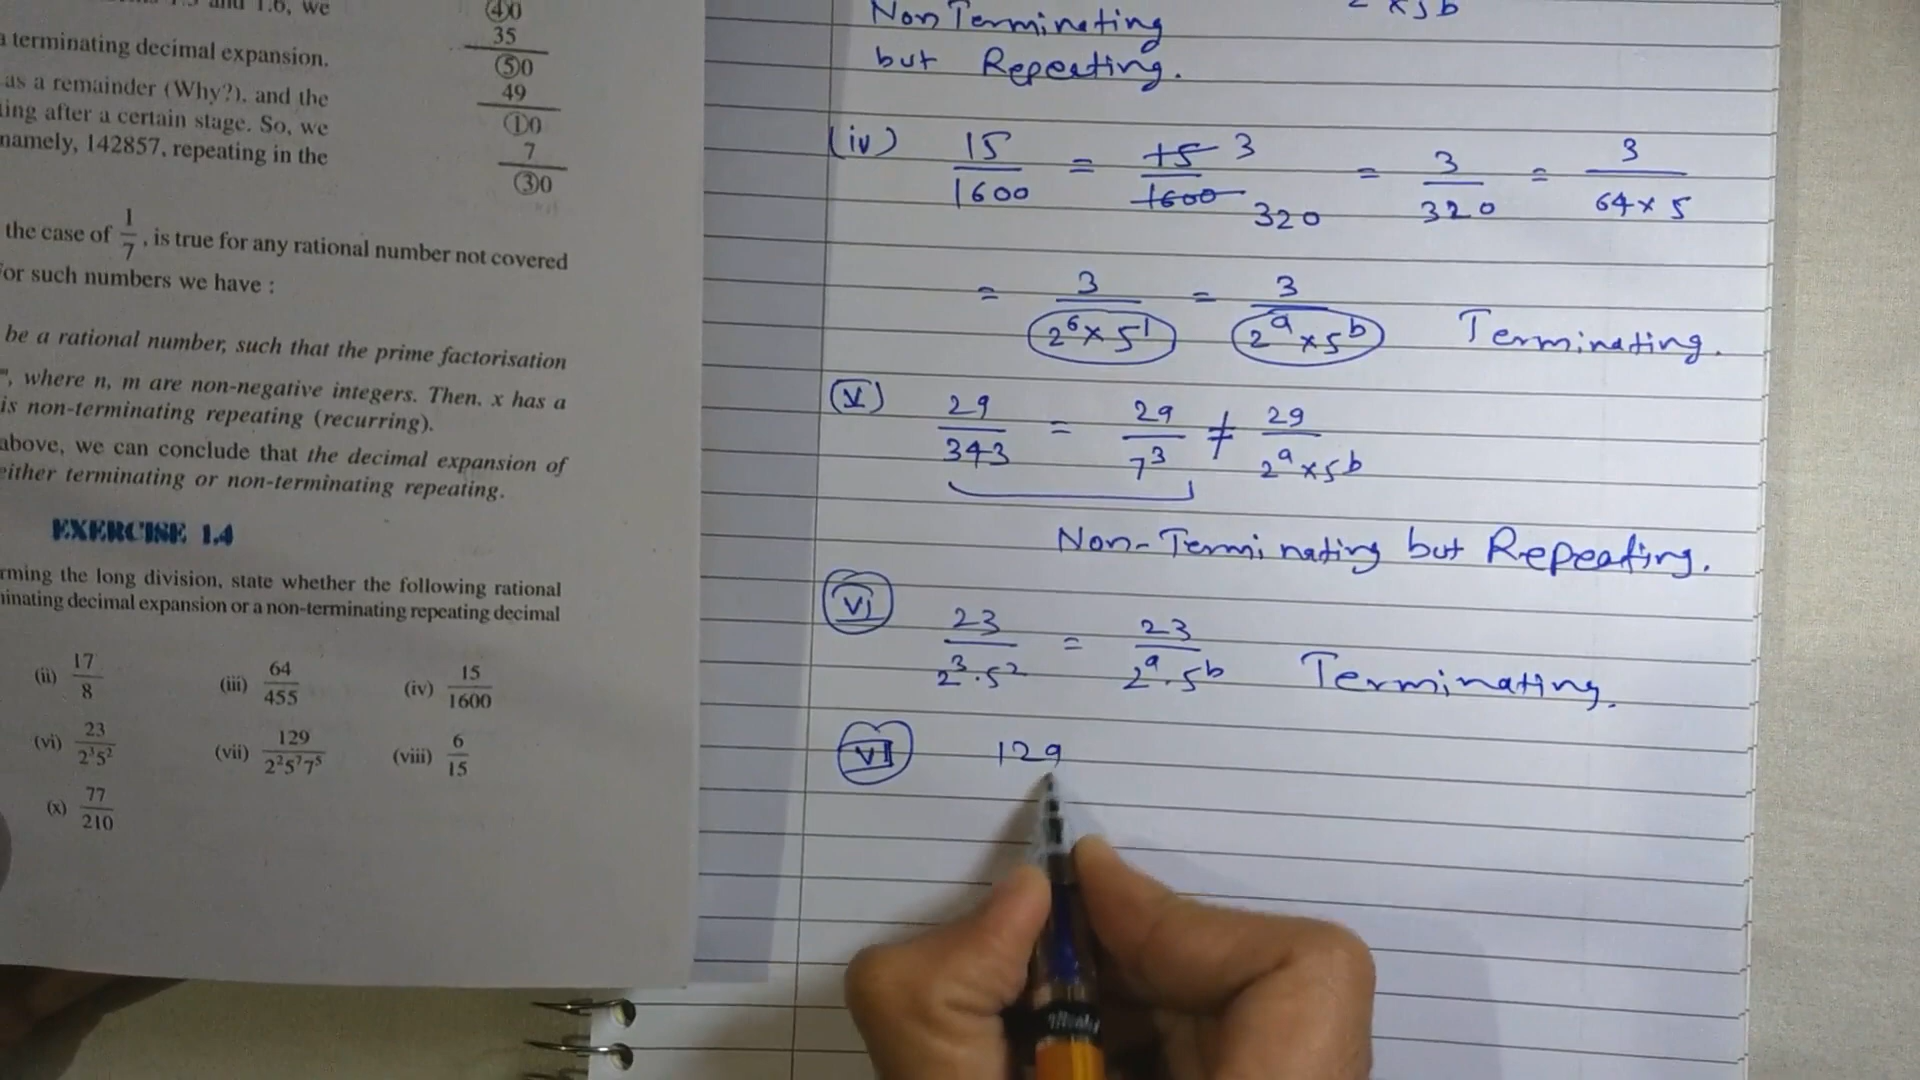 and 1.6, we
a terminating decimal expansion.
as a remainder (Why?), and the
ing after a certain stage. So, we
namely, 142857, repeating in the
the case of 1/7, is true for any rational number not covered
For such numbers we have :
be a rational number, such that the prime factorisation
, where n, m are non-negative integers. Then, x has a
is non-terminating repeating (recurring).
above, we can conclude that the decimal expansion of
either terminating or non-terminating repeating.
EXERCISE 1.4
rming the long division, state whether the following rational
inating decimal expansion or a non-terminating repeating decimal
(ii) 17/8 (iii) 64/455 (iv) 15/1600
(vi) 23/2³5² (vii) 129/2²5⁷7⁵ (viii) 6/15
(x) 77/210
40
35
50
49
10
7
30
Non Terminating
but Repeating.
(iv) 15/1600 = 15/1600 3/320 = 3/320 = 3/64×5
= 3/2⁶×5¹ = 3/2ᵃ×5ᵇ Terminating.
(V) 29/343 = 29/7³ ≠ 29/2ᵃ×5ᵇ
Non-Terminating but Repeating.
VI 23/2³·5² = 23/2ᵃ·5ᵇ Terminating.
VII 129